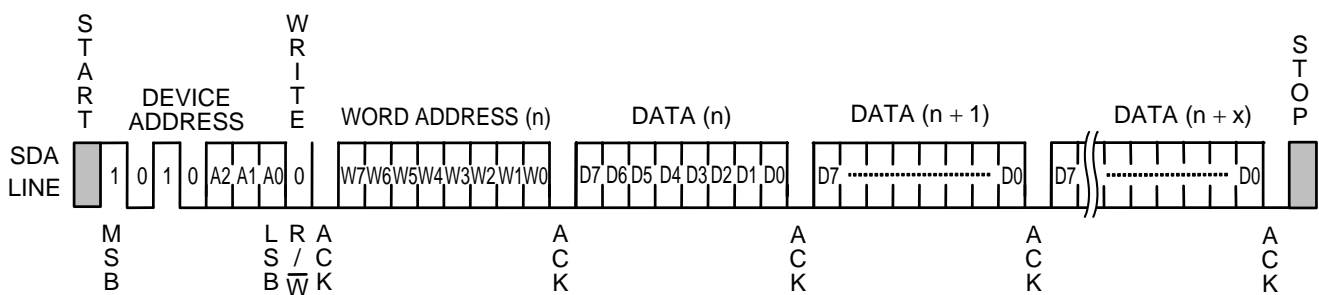 START
WRITE
STOP
DEVICE
ADDRESS
WORD ADDRESS (n)
DATA (n)
DATA (n + 1)
DATA (n + x)
SDA
LINE
1 0 1 0 A2 A1 A0 0
W7 W6 W5 W4 W3 W2 W1 W0
D7 D6 D5 D4 D3 D2 D1 D0
D7 D0
D7 D0
MSB
LSB
R/W
ACK
ACK
ACK
ACK
ACK